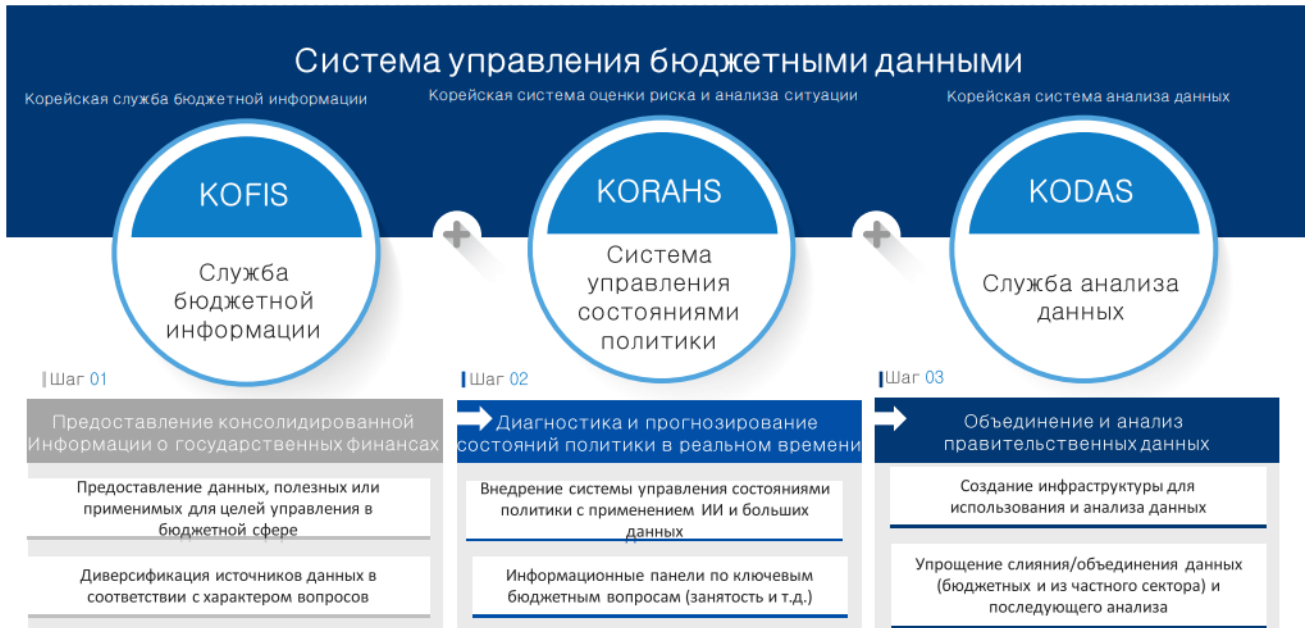 Система управления бюджетными данными
Корейская служба бюджетной информации
Корейская система оценки риска и анализа ситуации
Корейская система анализа данных
KOFIS
Служба
бюджетной
информации
KORAHS
Система
управления
состояниями
политики
KODAS
Служба анализа
данных
Шаг 01
Предоставление консолидированной
Информации о государственных финансах
Предоставление данных, полезных или
применимых для целей управления в
бюджетной сфере
Диверсификация источников данных в
соответствии с характером вопросов
Шаг 02
Диагностика и прогнозирование
состояний политики в реальном времени
Внедрение системы управления состояниями
политики с применением ИИ и больших
данных
Информационные панели по ключевым
бюджетным вопросам (занятость и т.д.)
Шаг 03
Объединение и анализ
правительственных данных
Создание инфраструктуры для
использования и анализа данных
Упрощение слияния/объединения данных
(бюджетных и из частного сектора) и
последующего анализа